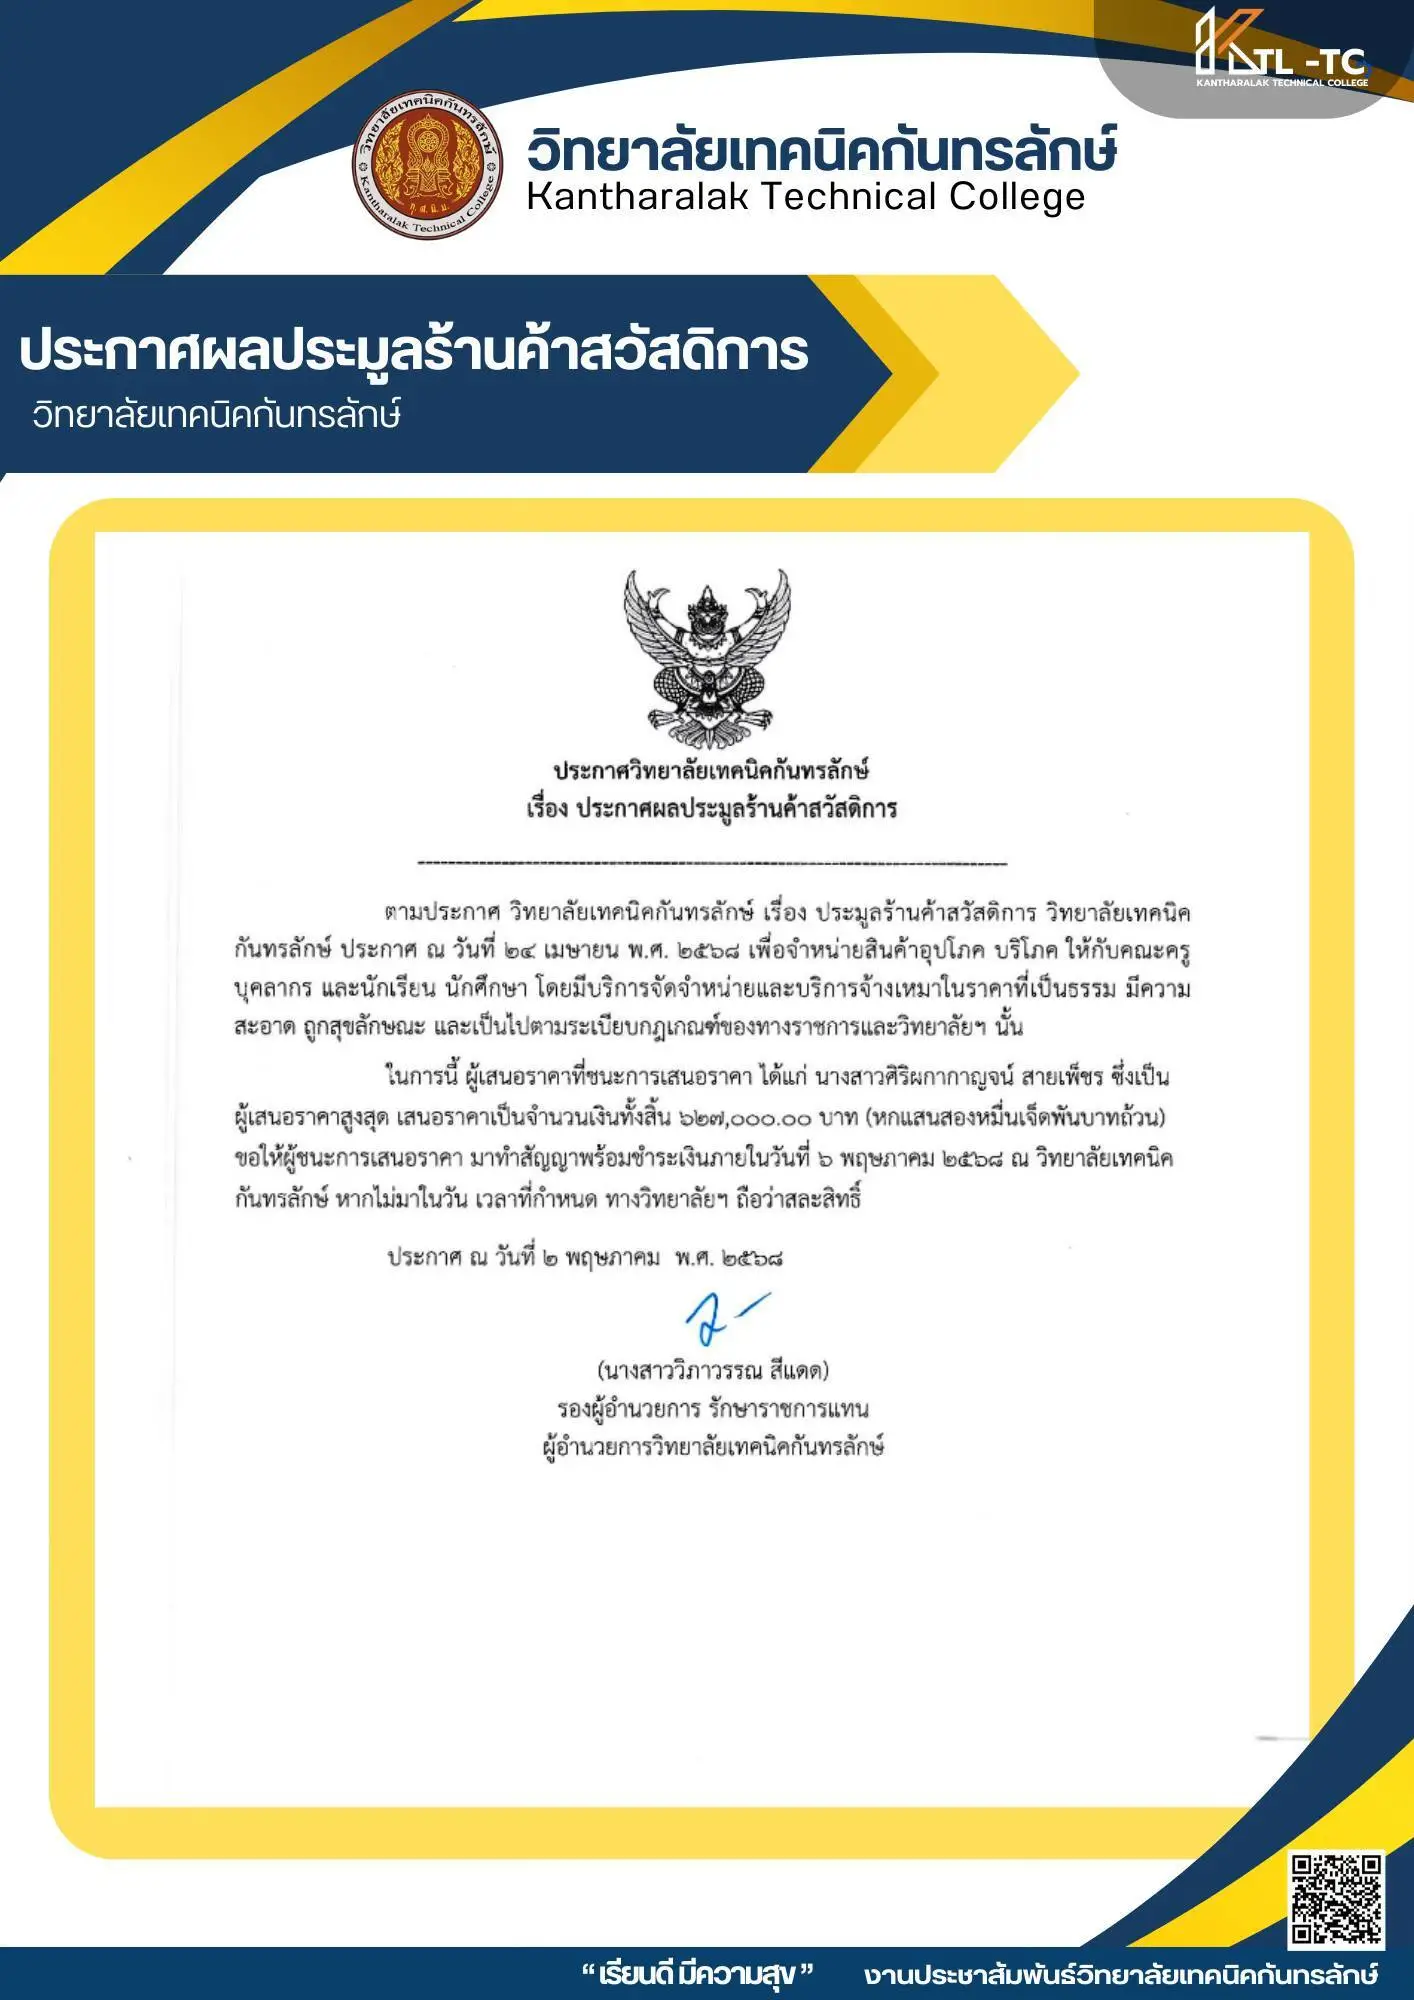 KTL -TC
KANTHARALAK TECHNICAL COLLEGE
วิทยาลัยเทคนิคกันทรลักษ์
Kantharalak Technical College
วิทยาลัยเทคนิคกันทรลักษ์
Kantharalak Technical College
ประกาศผลประมูลร้านค้าสวัสดิการ
วิทยาลัยเทคนิคกันทรลักษ์
ประกาศวิทยาลัยเทคนิคกันทรลักษ์
เรื่อง ประกาศผลประมูลร้านค้าสวัสดิการ
ตามประกาศ วิทยาลัยเทคนิคกันทรลักษ์ เรื่อง ประมูลร้านค้าสวัสดิการ วิทยาลัยเทคนิค
กันทรลักษ์ ประกาศ ณ วันที่ ๒๔ เมษายน พ.ศ. ๒๕๖๘ เพื่อจำหน่ายสินค้าอุปโภค บริโภค ให้กับคณะครู
บุคลากร และนักเรียน นักศึกษา โดยมีบริการจัดจำหน่ายและบริการจ้างเหมาในราคาที่เป็นธรรม มีความ
สะอาด ถูกสุขลักษณะ และเป็นไปตามระเบียบกฎเกณฑ์ของทางราชการและวิทยาลัยฯ นั้น
ในการนี้ ผู้เสนอราคาที่ชนะการเสนอราคา ได้แก่ นางสาวศิริผกากาญจน์ สายเพ็ชร ซึ่งเป็น
ผู้เสนอราคาสูงสุด เสนอราคาเป็นจำนวนเงินทั้งสิ้น ๖๒๗,๐๐๐.๐๐ บาท (หกแสนสองหมื่นเจ็ดพันบาทถ้วน)
ขอให้ผู้ชนะการเสนอราคา มาทำสัญญาพร้อมชำระเงินภายในวันที่ ๖ พฤษภาคม ๒๕๖๘ ณ วิทยาลัยเทคนิค
กันทรลักษ์ หากไม่มาในวัน เวลาที่กำหนด ทางวิทยาลัยฯ ถือว่าสละสิทธิ์
ประกาศ ณ วันที่ ๒ พฤษภาคม พ.ศ. ๒๕๖๘
(นางสาววิภาวรรณ สีแดด)
รองผู้อำนวยการ รักษาราชการแทน
ผู้อำนวยการวิทยาลัยเทคนิคกันทรลักษ์
“ เรียนดี มีความสุข ” งานประชาสัมพันธ์วิทยาลัยเทคนิคกันทรลักษ์